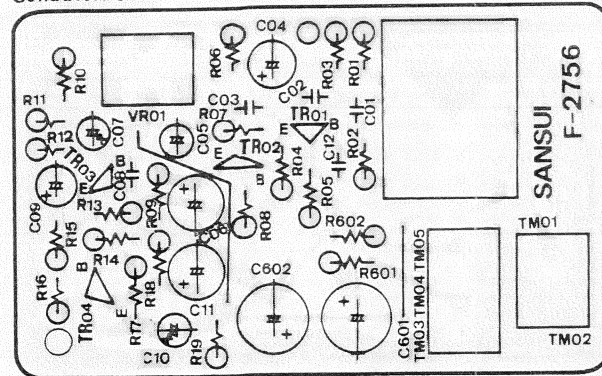 C04
R06
R03
R01
R10
C02
C03
R07
C01
R11
VR01
TR01
E
B
R12
C07
C05
R02
TR03
TR02
C12
R04
E
B
C08
E
B
R05
C09
R13
R09
R08
R15
C06
R602
B
R14
R18
C602
R601
R16
TR04
E
R17
C11
C10
R19
C601
TM03 TM04 TM05
TM01
TM02
SANSUI
F-2756